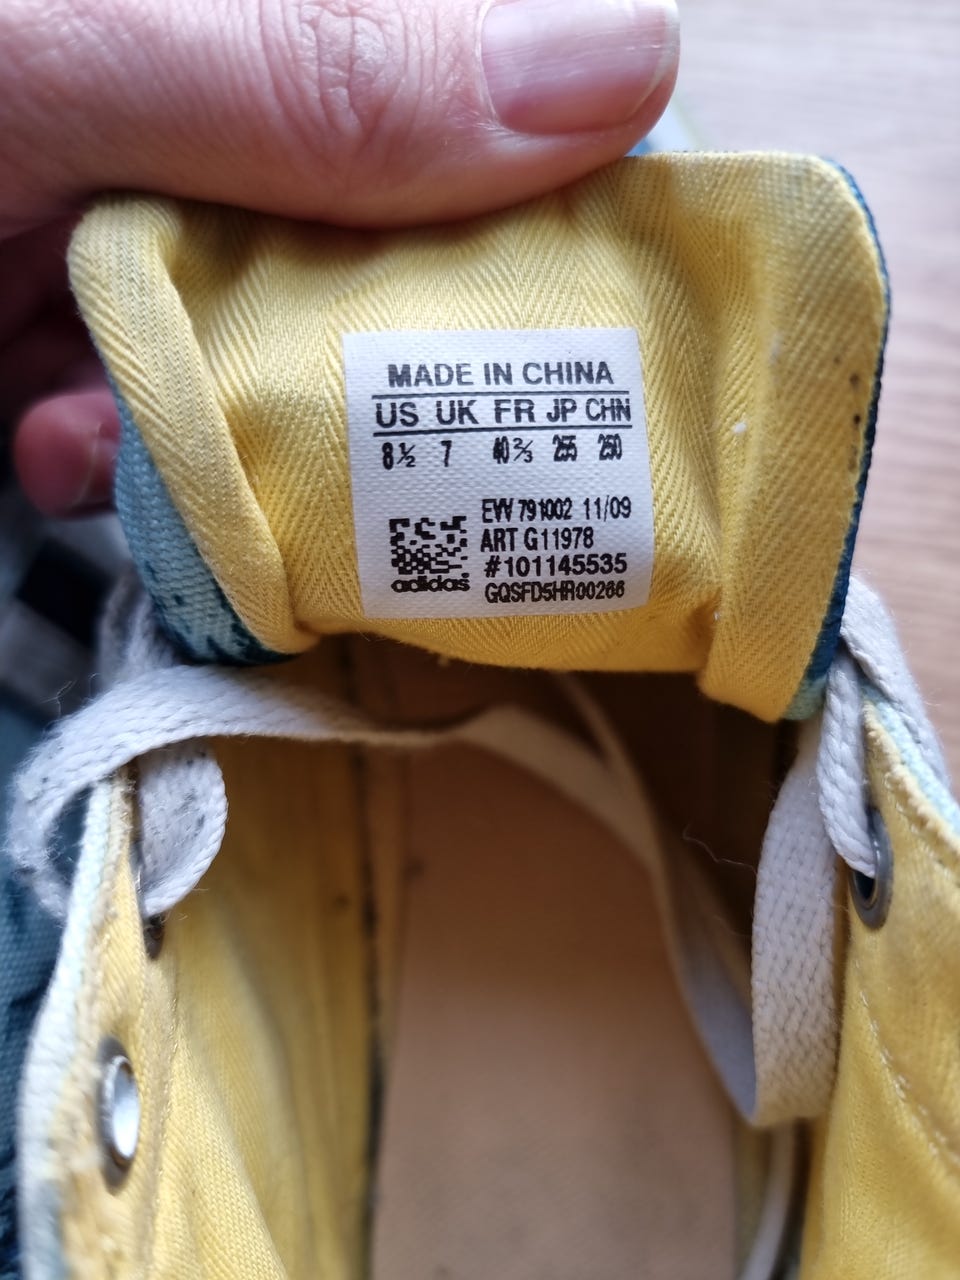 MADE IN CHINA
US UK FR JP CHN
8½ 7 40⅔ 255 250
EVV 791002 11/09
ART G11978
#101145535
adidas GQSFD5HR00266